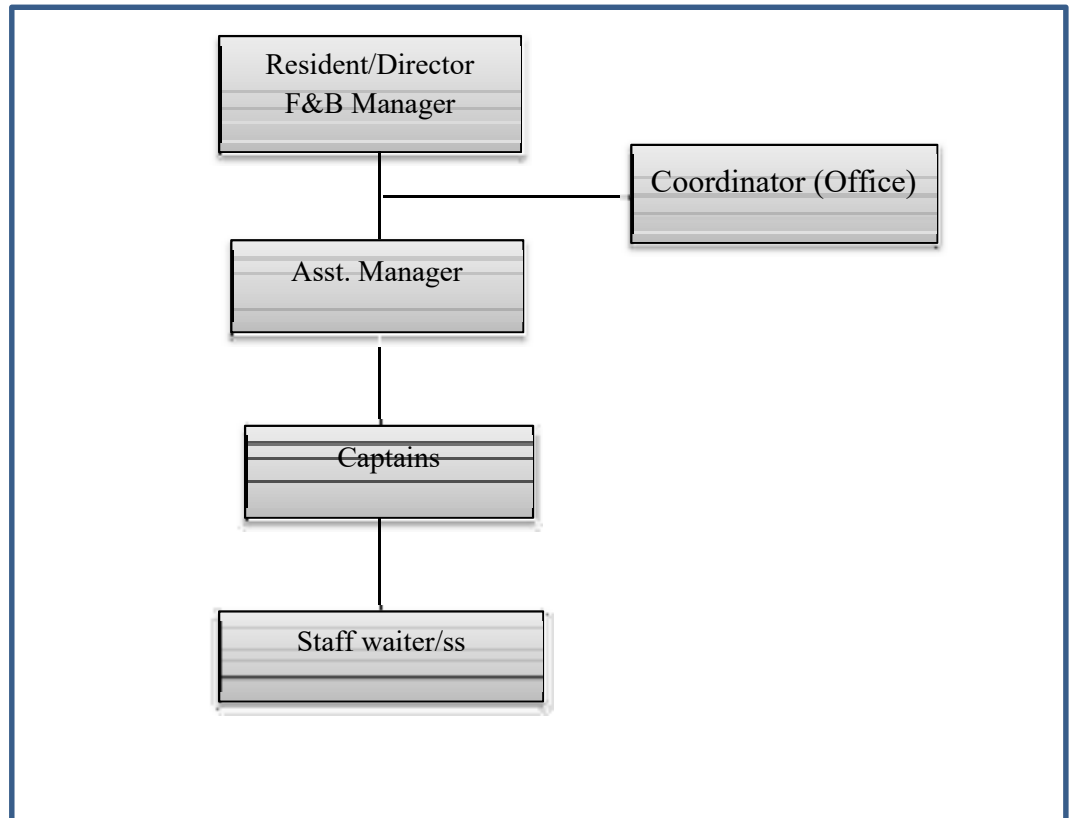 Resident/Director
F&B Manager
Coordinator (Office)
Asst. Manager
Captains
Staff waiter/ss